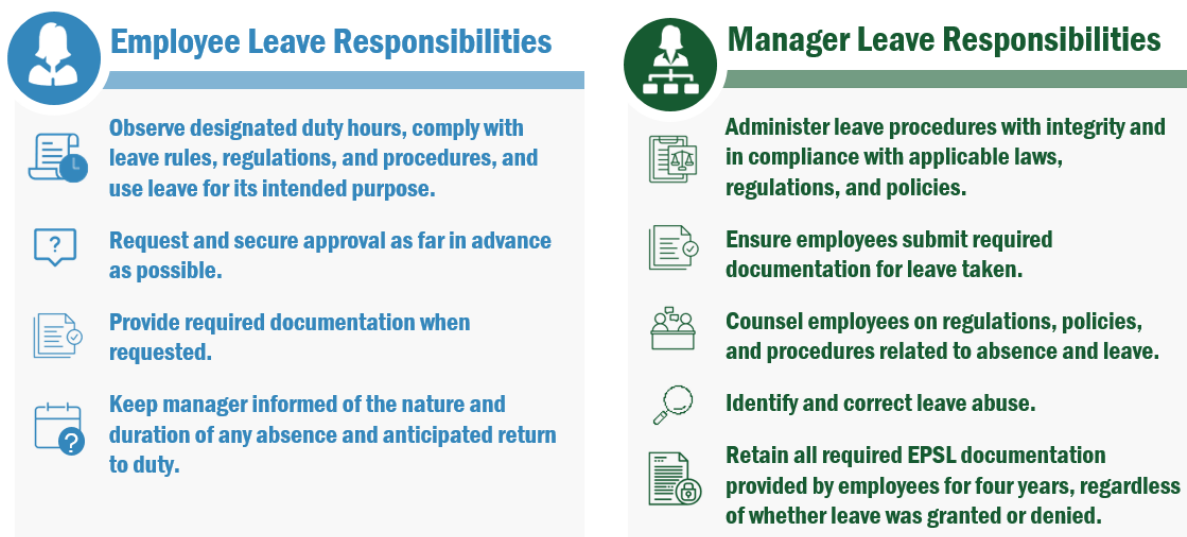 Employee Leave Responsibilities
Observe designated duty hours, comply with
leave rules, regulations, and procedures, and
use leave for its intended purpose.
?
Request and secure approval as far in advance
as possible.
Provide required documentation when
requested.
?
Keep manager informed of the nature and
duration of any absence and anticipated return
to duty.
Manager Leave Responsibilities
Administer leave procedures with integrity and
in compliance with applicable laws,
regulations, and policies.
Ensure employees submit required
documentation for leave taken.
Counsel employees on regulations, policies,
and procedures related to absence and leave.
Identify and correct leave abuse.
Retain all required EPSL documentation
provided by employees for four years, regardless
of whether leave was granted or denied.